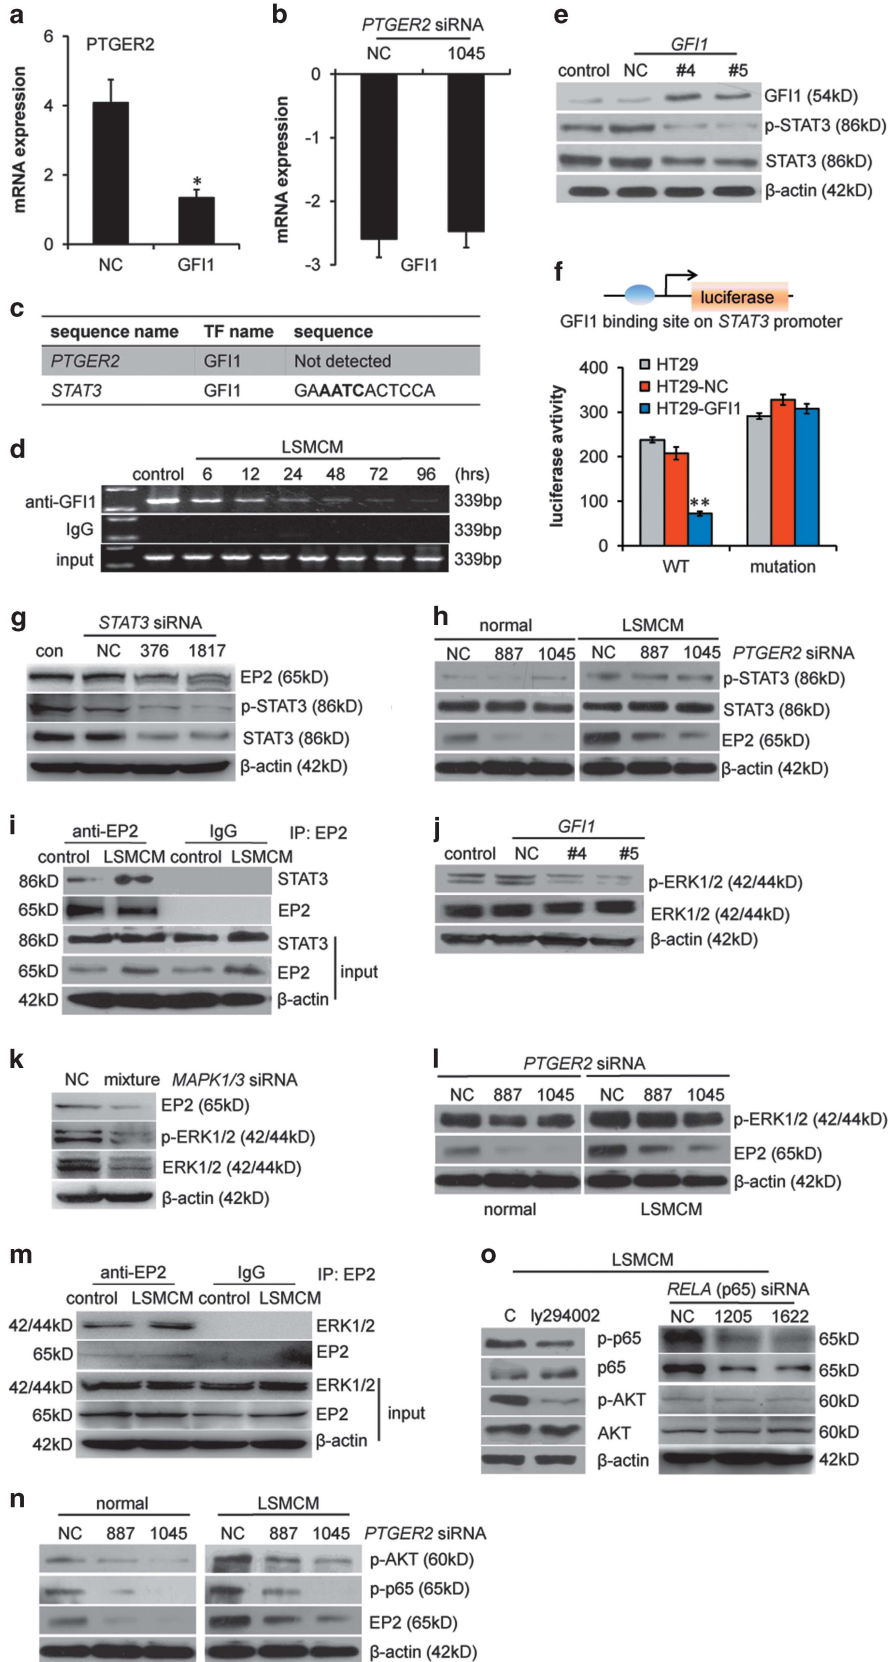 a
PTGER2
mRNA expression
6
4
2
0
*
NC GFI1
b
PTGER2 siRNA
NC 1045
mRNA expression
0
-1
-2
-3
GFI1
c
sequence name TF name sequence
PTGER2 GFI1 Not detected
STAT3 GFI1 GAAATCACTCCA
d
LSMCM
control 6 12 24 48 72 96 (hrs)
anti-GFI1 339bp
IgG 339bp
input 339bp
e
GFI1
control NC #4 #5
GFI1 (54kD)
p-STAT3 (86kD)
STAT3 (86kD)
β-actin (42kD)
f
luciferase
GFI1 binding site on STAT3 promoter
HT29
HT29-NC
HT29-GFI1
luciferase avtivity
400
300
200
100
0
**
WT mutation
g
STAT3 siRNA
con NC 376 1817
EP2 (65kD)
p-STAT3 (86kD)
STAT3 (86kD)
β-actin (42kD)
h
normal LSMCM
NC 887 1045 NC 887 1045 PTGER2 siRNA
p-STAT3 (86kD)
STAT3 (86kD)
EP2 (65kD)
β-actin (42kD)
i
anti-EP2 IgG IP: EP2
control LSMCM control LSMCM
86kD STAT3
65kD EP2
86kD STAT3
65kD EP2 input
42kD β-actin
j
GFI1
control NC #4 #5
p-ERK1/2 (42/44kD)
ERK1/2 (42/44kD)
β-actin (42kD)
k
NC mixture MAPK1/3 siRNA
EP2 (65kD)
p-ERK1/2 (42/44kD)
ERK1/2 (42/44kD)
β-actin (42kD)
l
PTGER2 siRNA
NC 887 1045 NC 887 1045
p-ERK1/2 (42/44kD)
EP2 (65kD)
β-actin (42kD)
normal LSMCM
m
anti-EP2 IgG IP: EP2
control LSMCM control LSMCM
42/44kD ERK1/2
65kD EP2
42/44kD ERK1/2
65kD EP2 input
42kD β-actin
o
LSMCM
RELA (p65) siRNA
C ly294002 NC 1205 1622
p-p65 65kD
p65 65kD
p-AKT 60kD
AKT 60kD
β-actin 42kD
n
normal LSMCM
NC 887 1045 NC 887 1045 PTGER2 siRNA
p-AKT (60kD)
p-p65 (65kD)
EP2 (65kD)
β-actin (42kD)